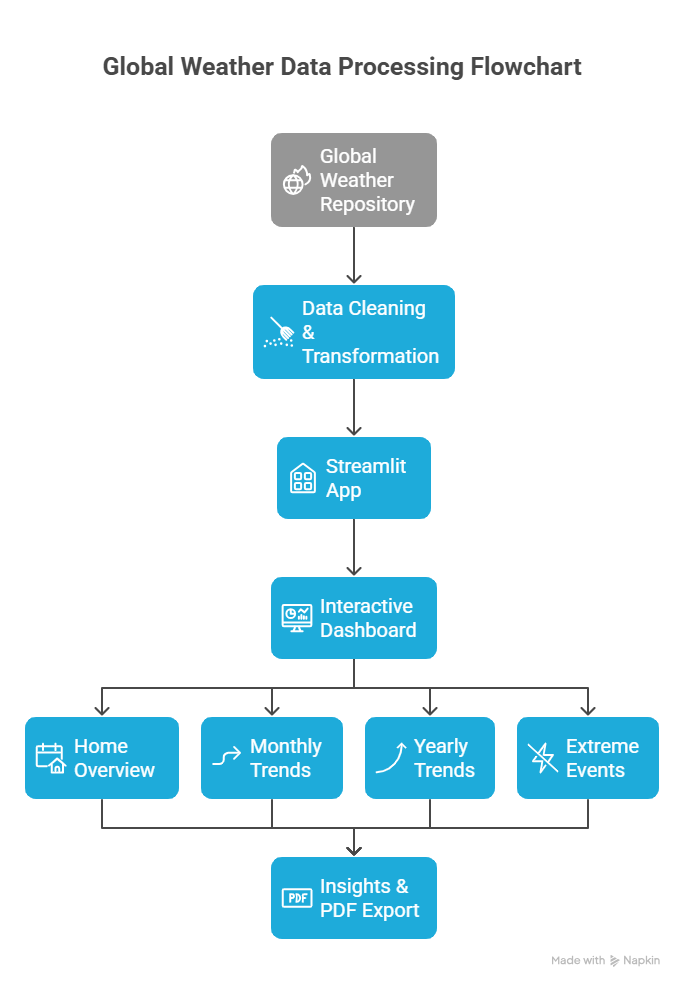 Global Weather Data Processing Flowchart
Global
Weather
Repository
Data Cleaning
&
Transformation
Streamlit
App
Interactive
Dashboard
Home
Overview
Monthly
Trends
Yearly
Trends
Extreme
Events
PDF
Insights &
PDF Export
Made with Napkin